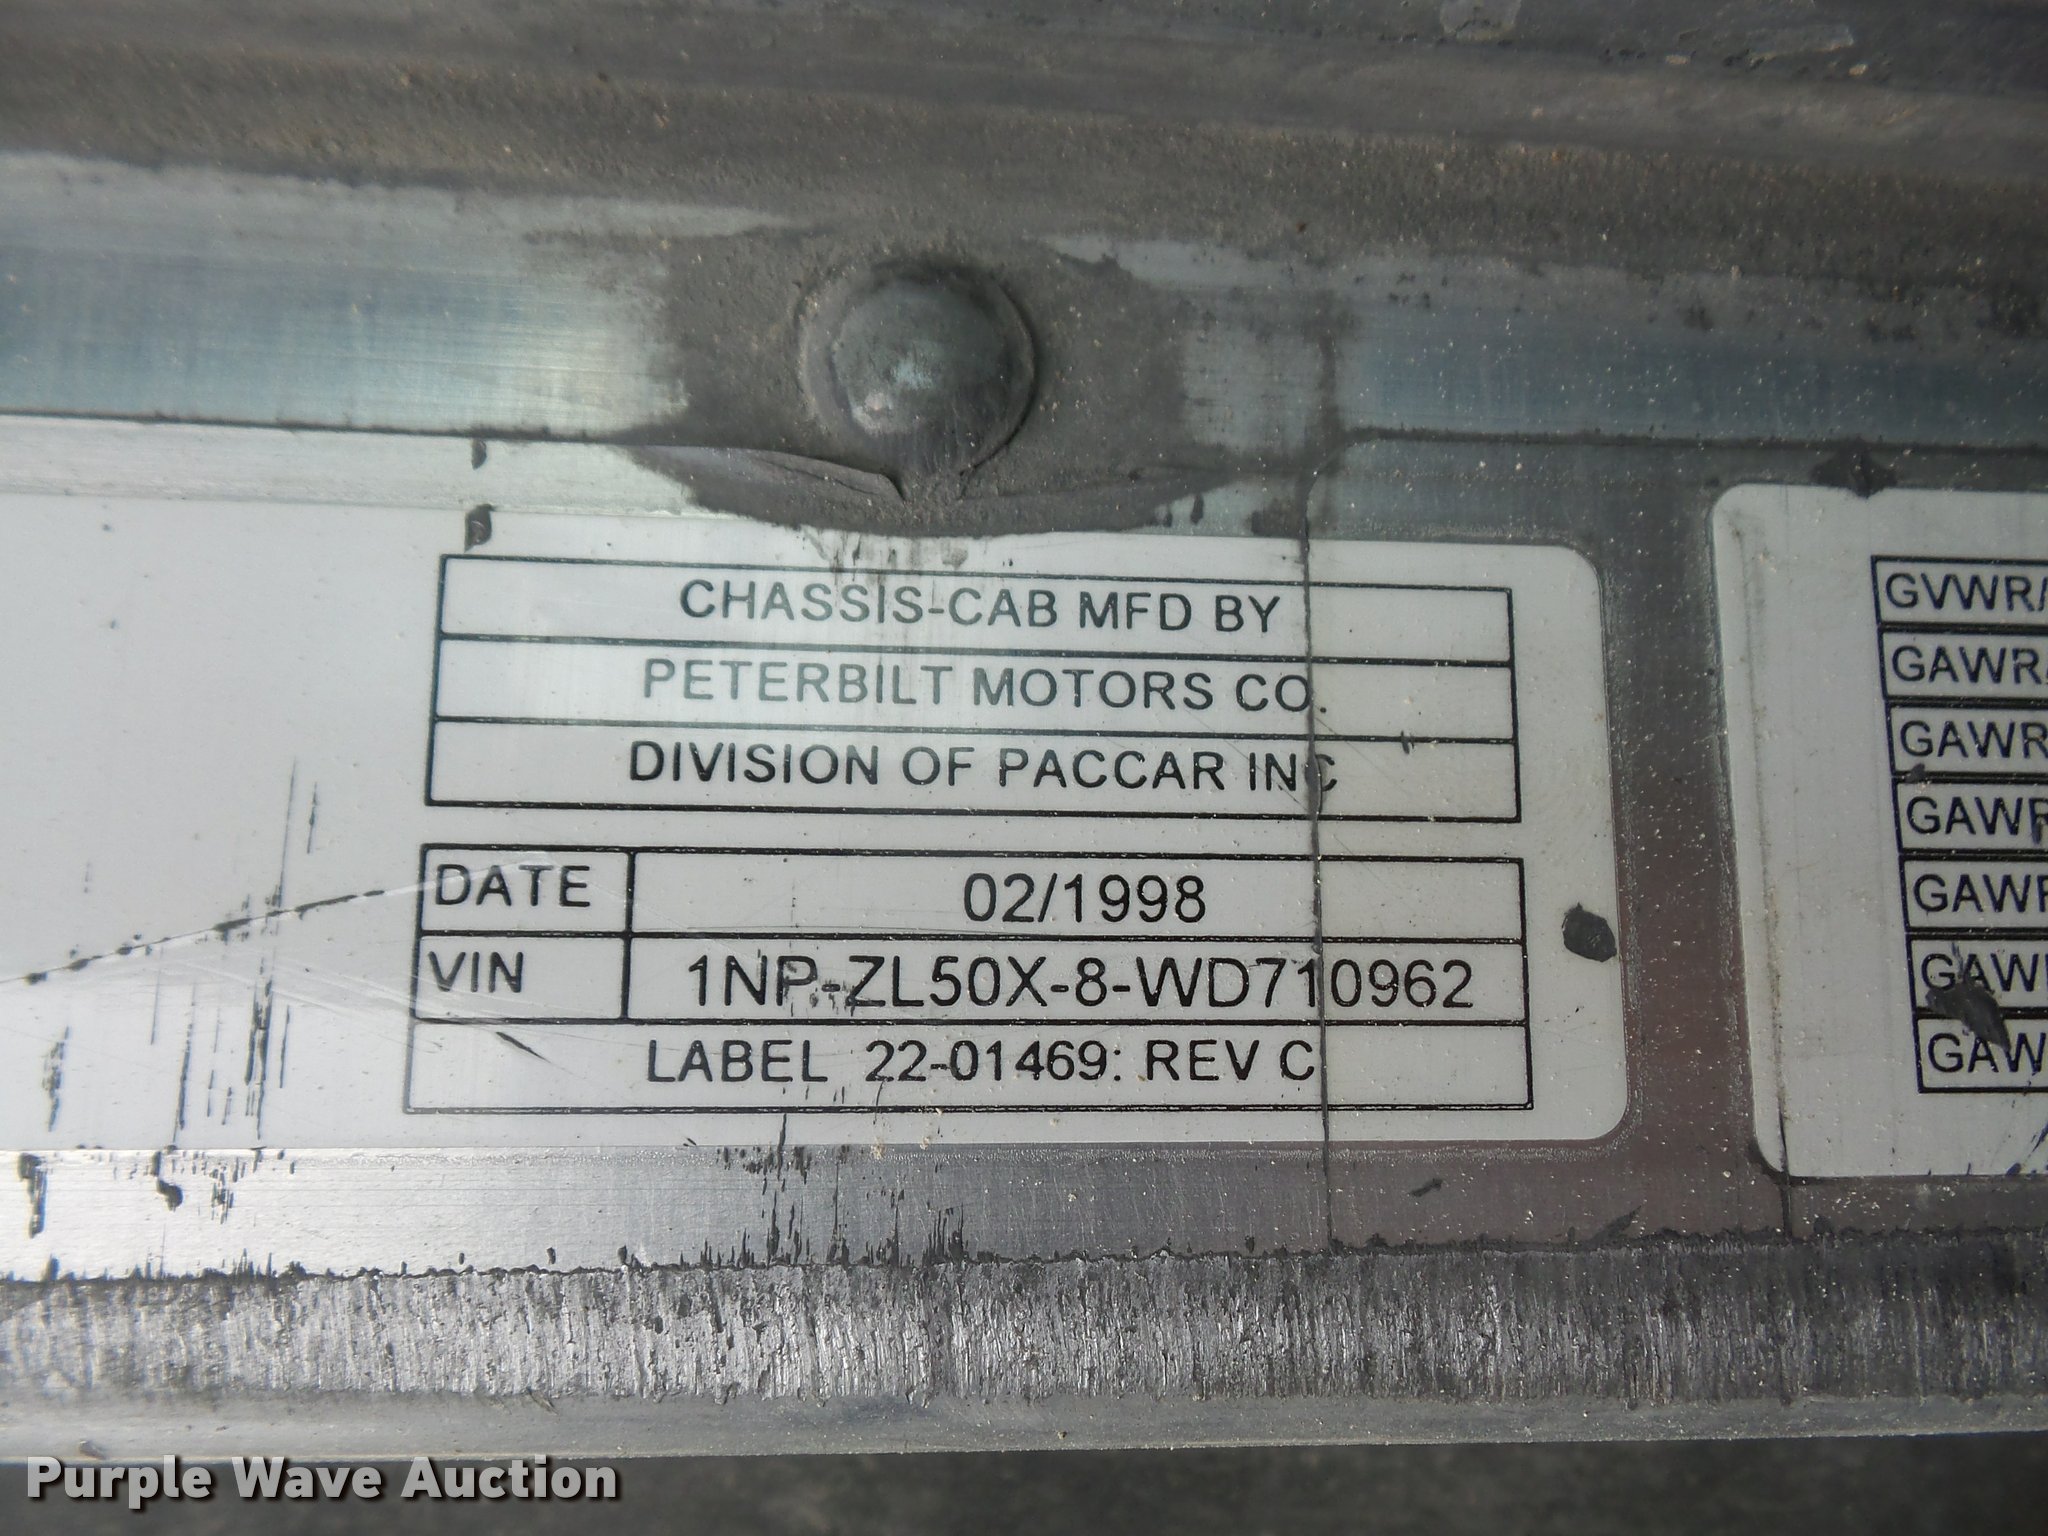 CHASSIS-CAB MFD BY
PETERBILT MOTORS CO.
DIVISION OF PACCAR INC
DATE 02/1998
VIN 1NP-ZL50X-8-WD710962
LABEL 22-01469: REV C
GVWR/
GAWR/
GAWR
GAWR
GAWR
GAWR
GAW
Purple Wave Auction